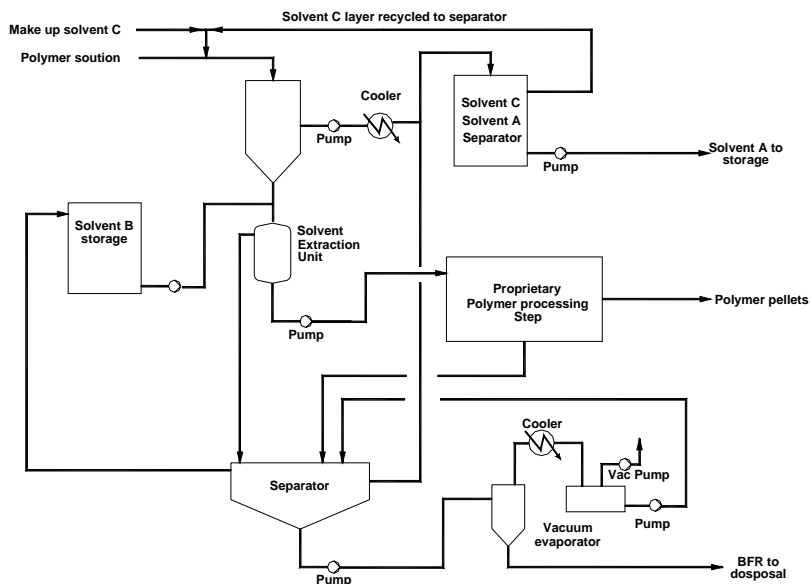 Solvent C layer recycled to separator
Make up solvent C
Polymer soution
Cooler
Pump
Solvent C
Solvent A
Separator
Pump
Solvent A to
storage
Solvent B
storage
Solvent
Extraction
Unit
Pump
Proprietary
Polymer processing
Step
Polymer pellets
Cooler
Separator
Vac Pump
Pump
Vacuum
evaporator
Pump
BFR to
dosposal